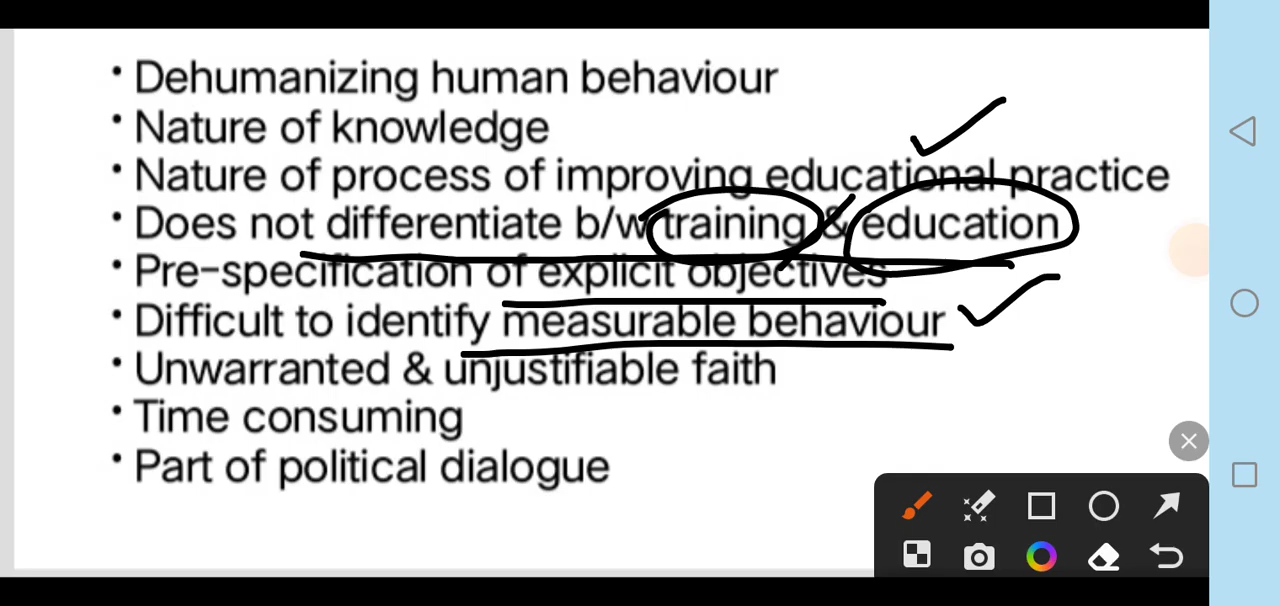 • Dehumanizing human behaviour
• Nature of knowledge
• Nature of process of improving educational practice
• Does not differentiate b/w training & education
• Pre-specification of explicit objectives
• Difficult to identify measurable behaviour
• Unwarranted & unjustifiable faith
• Time consuming
• Part of political dialogue